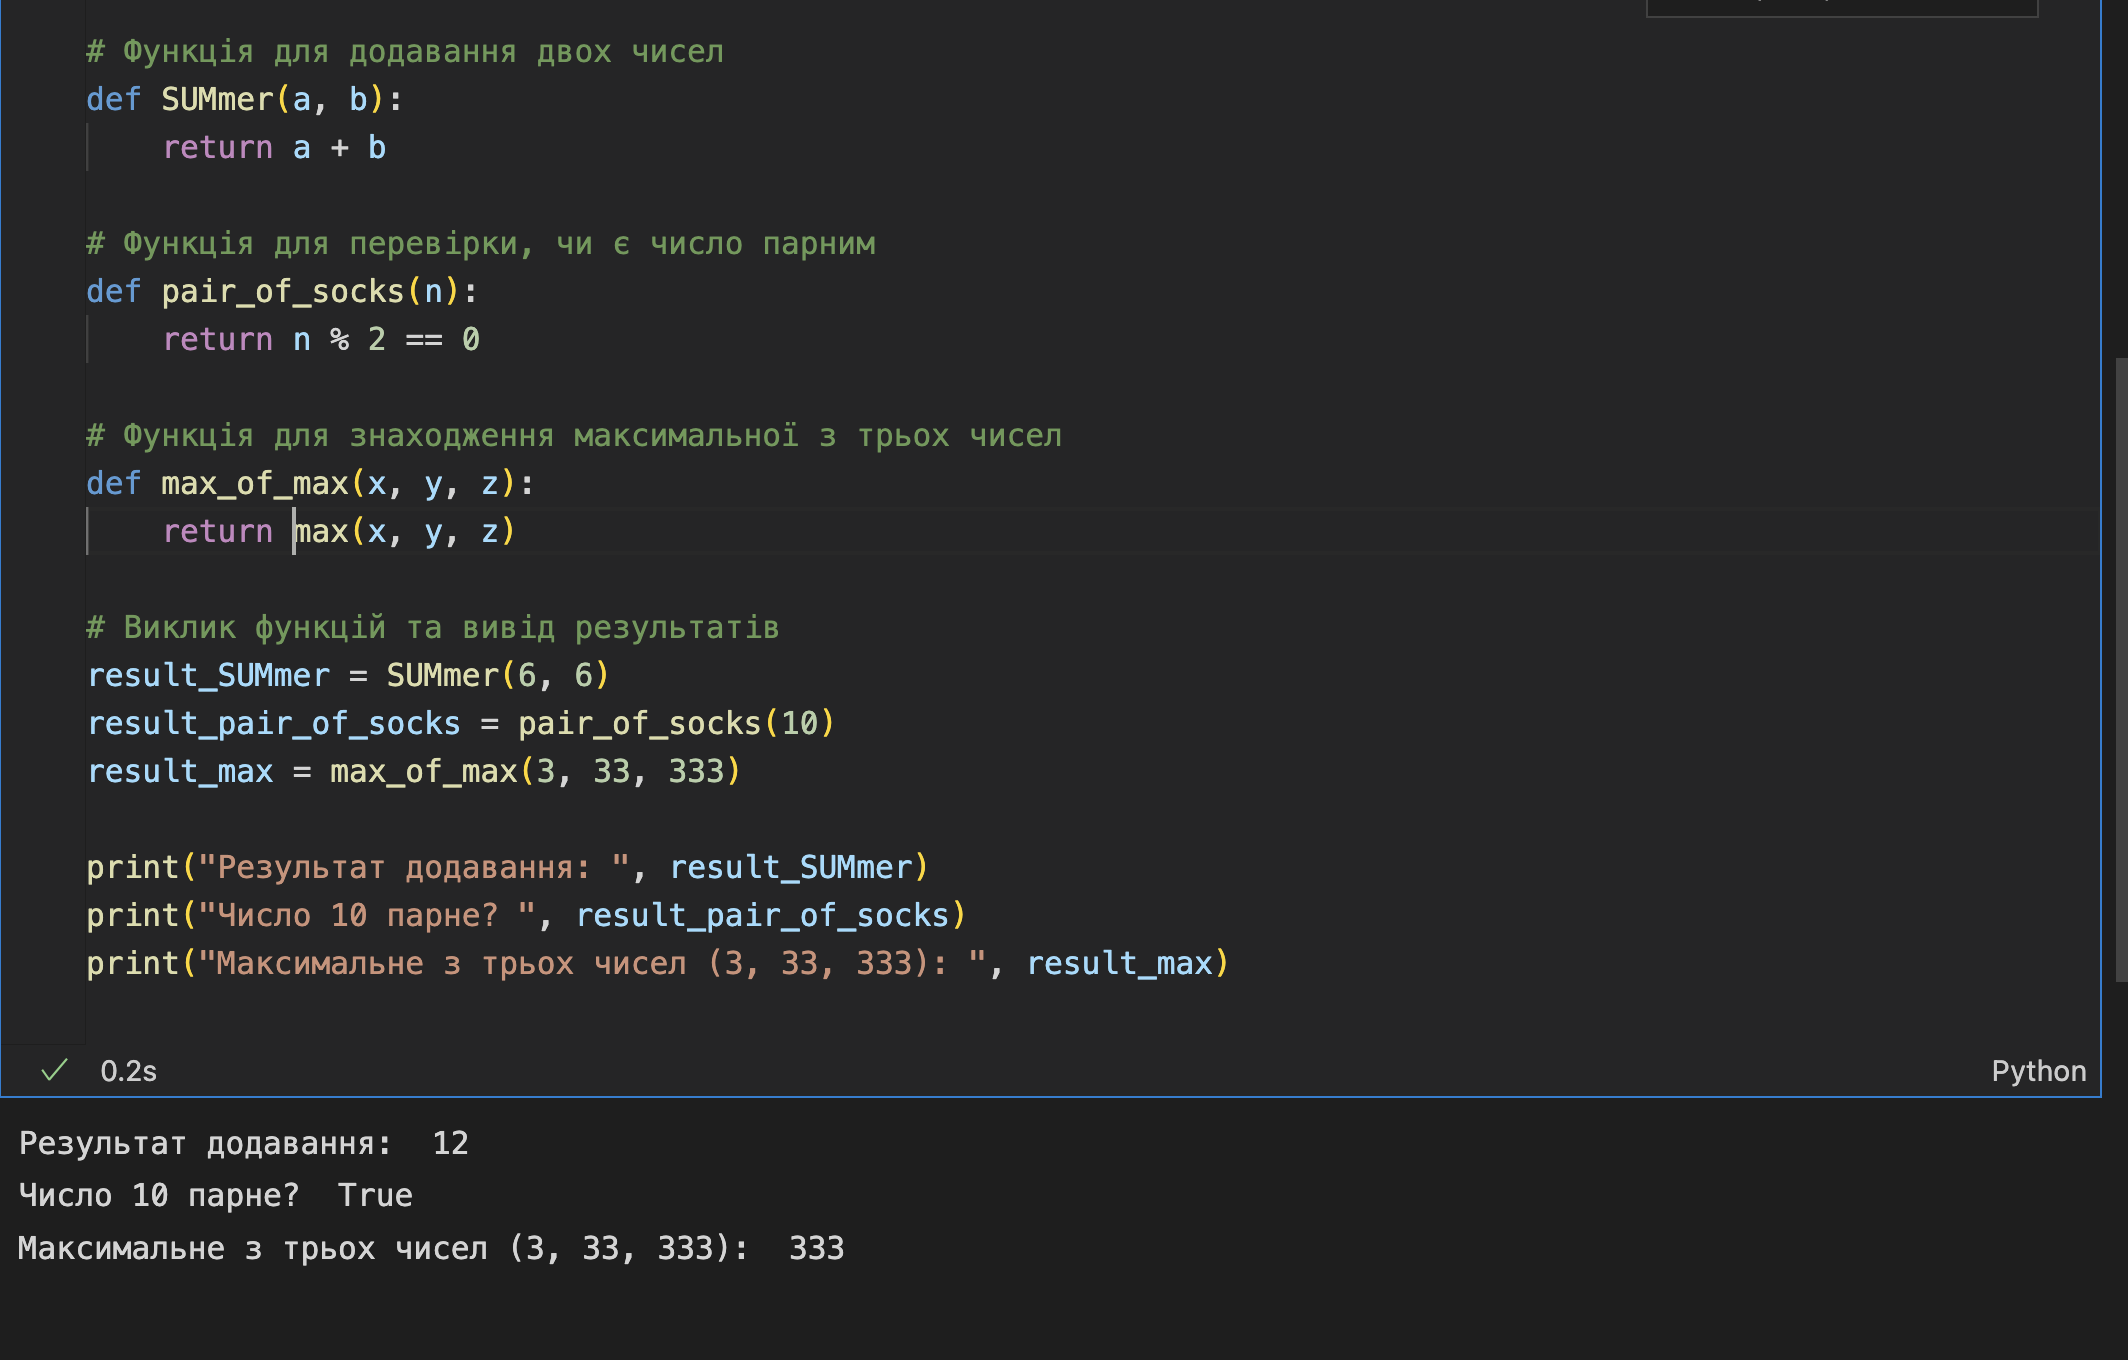 # Функція для додавання двох чисел
def SUMmer(a, b):
    return a + b
# Функція для перевірки, чи є число парним
def pair_of_socks(n):
    return n % 2 == 0
# Функція для знаходження максимальної з трьох чисел
def max_of_max(x, y, z):
    return max(x, y, z)
# Виклик функцій та вивід результатів
result_SUMmer = SUMmer(6, 6)
result_pair_of_socks = pair_of_socks(10)
result_max = max_of_max(3, 33, 333)
print("Результат додавання: ", result_SUMmer)
print("Число 10 парне? ", result_pair_of_socks)
print("Максимальне з трьох чисел (3, 33, 333): ", result_max)
0.2s
Python
Результат додавання:  12
Число 10 парне?  True
Максимальне з трьох чисел (3, 33, 333):  333